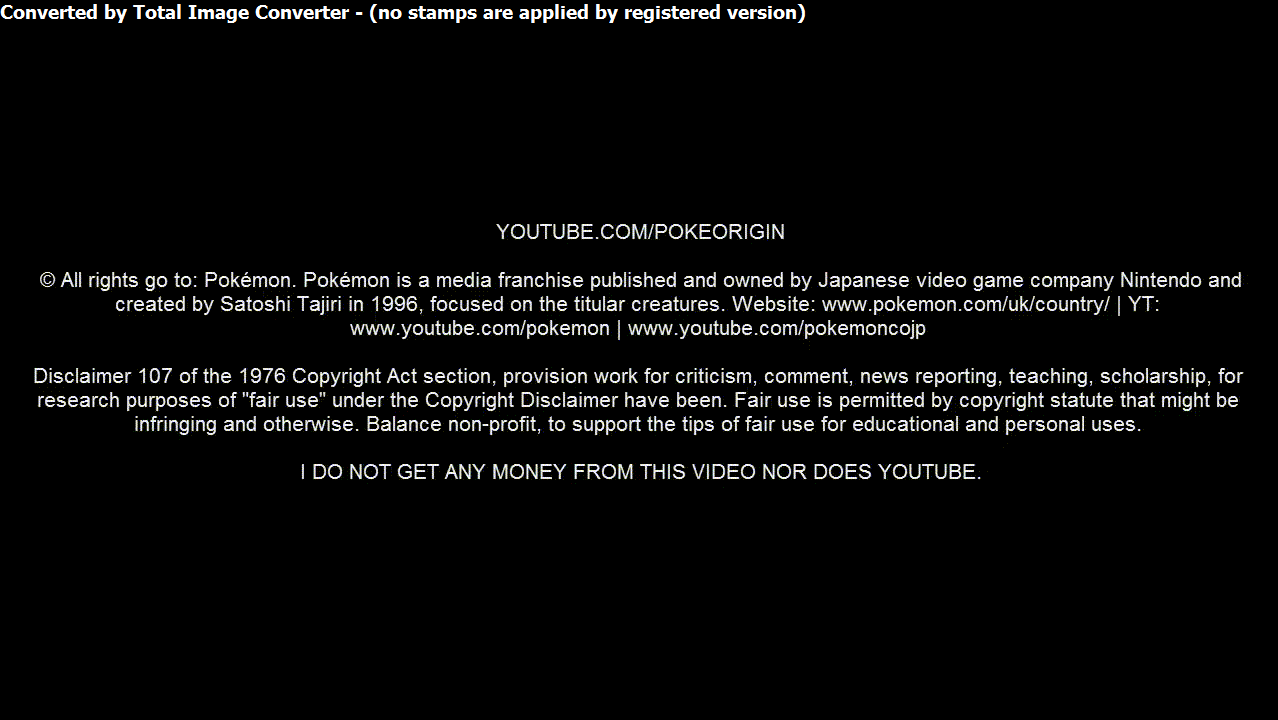 Converted by Total Image Converter - (no stamps are applied by registered version)
YOUTUBE.COM/POKEORIGIN
© All rights go to: Pokémon. Pokémon is a media franchise published and owned by Japanese video game company Nintendo and
created by Satoshi Tajiri in 1996, focused on the titular creatures. Website: www.pokemon.com/uk/country/ | YT:
www.youtube.com/pokemon | www.youtube.com/pokemoncojp
Disclaimer 107 of the 1976 Copyright Act section, provision work for criticism, comment, news reporting, teaching, scholarship, for
research purposes of "fair use" under the Copyright Disclaimer have been. Fair use is permitted by copyright statute that might be
infringing and otherwise. Balance non-profit, to support the tips of fair use for educational and personal uses.
I DO NOT GET ANY MONEY FROM THIS VIDEO NOR DOES YOUTUBE.